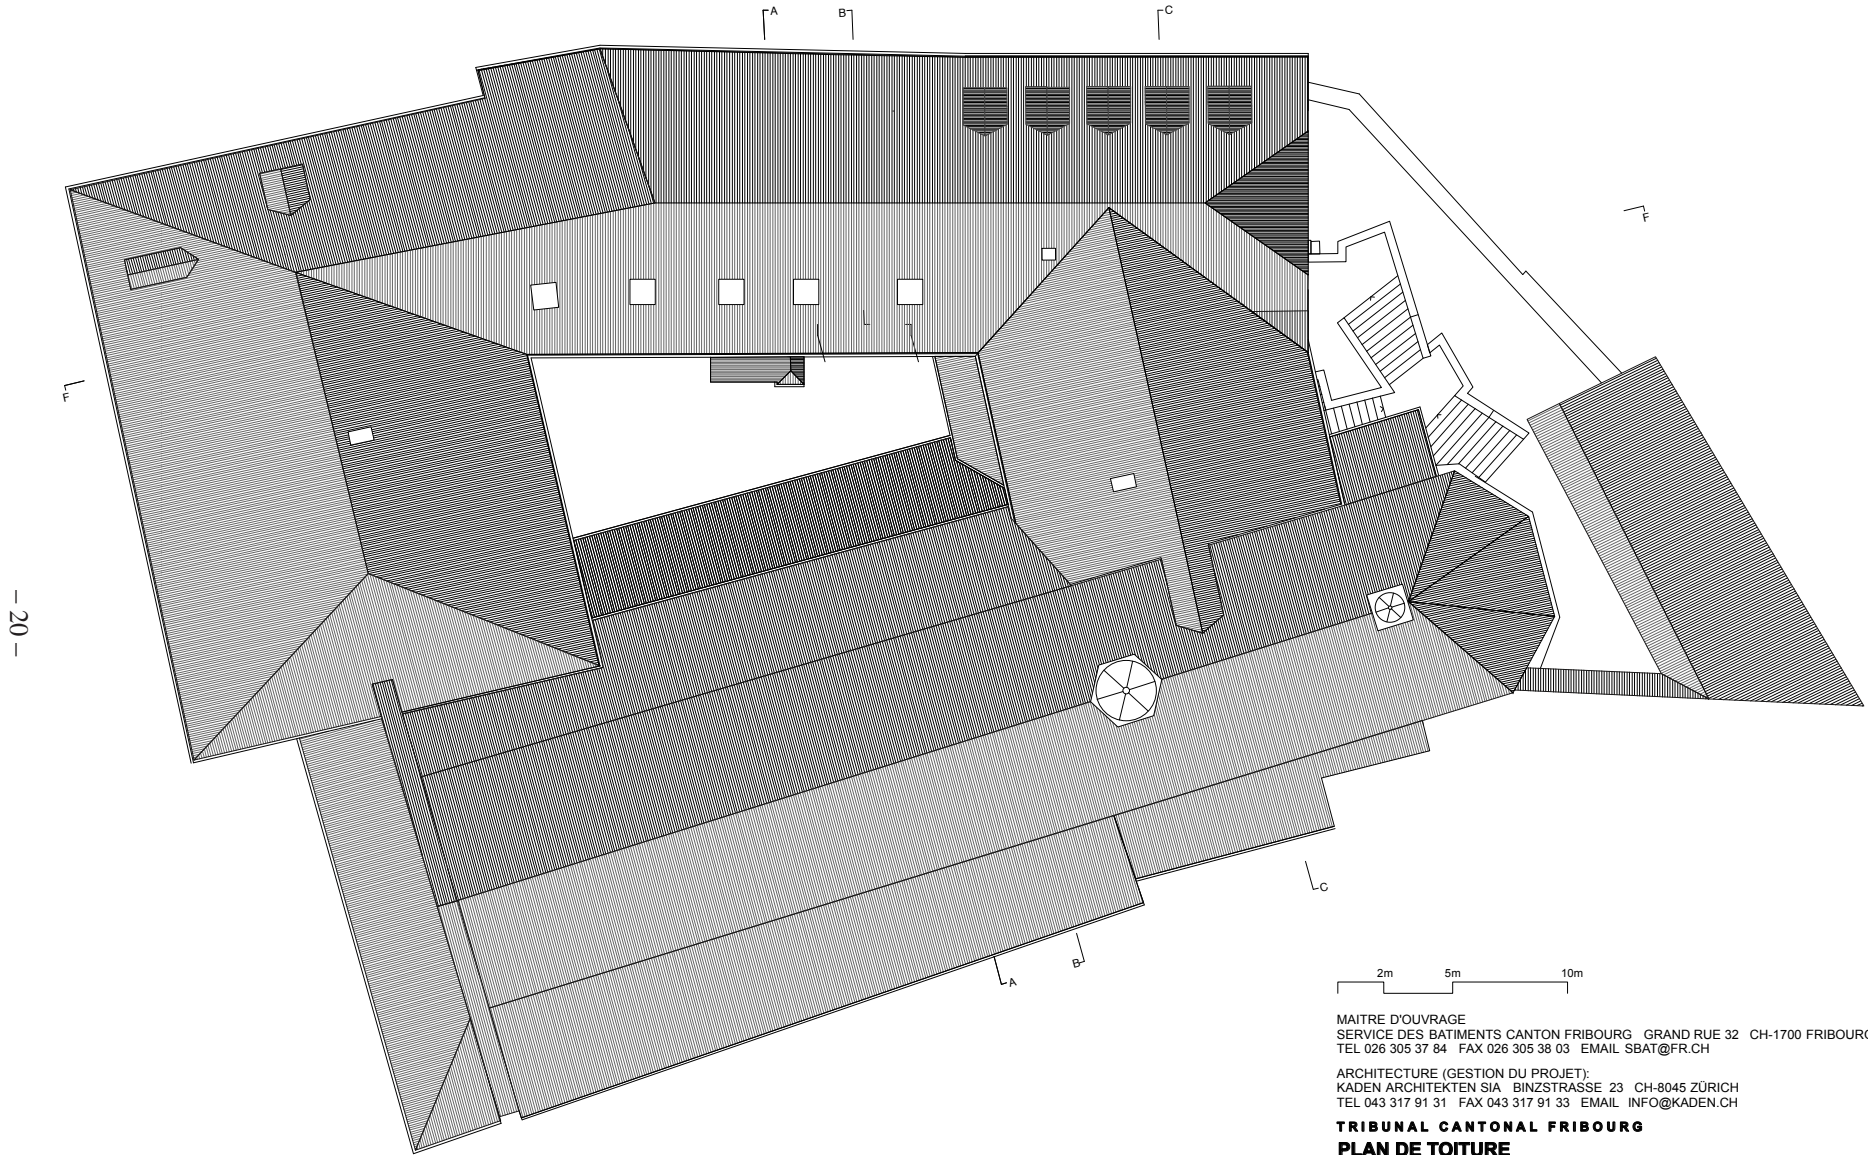 A
B
C
F
F
– 20 –
C
B
A
2m 5m 10m
MAITRE D'OUVRAGE
SERVICE DES BATIMENTS CANTON FRIBOURG GRAND RUE 32 CH-1700 FRIBOURG
TEL 026 305 37 84 FAX 026 305 38 03 EMAIL SBAT@FR.CH
ARCHITECTURE (GESTION DU PROJET):
KADEN ARCHITEKTEN SIA BINZSTRASSE 23 CH-8045 ZÜRICH
TEL 043 317 91 31 FAX 043 317 91 33 EMAIL INFO@KADEN.CH
TRIBUNAL CANTONAL FRIBOURG
PLAN DE TOITURE